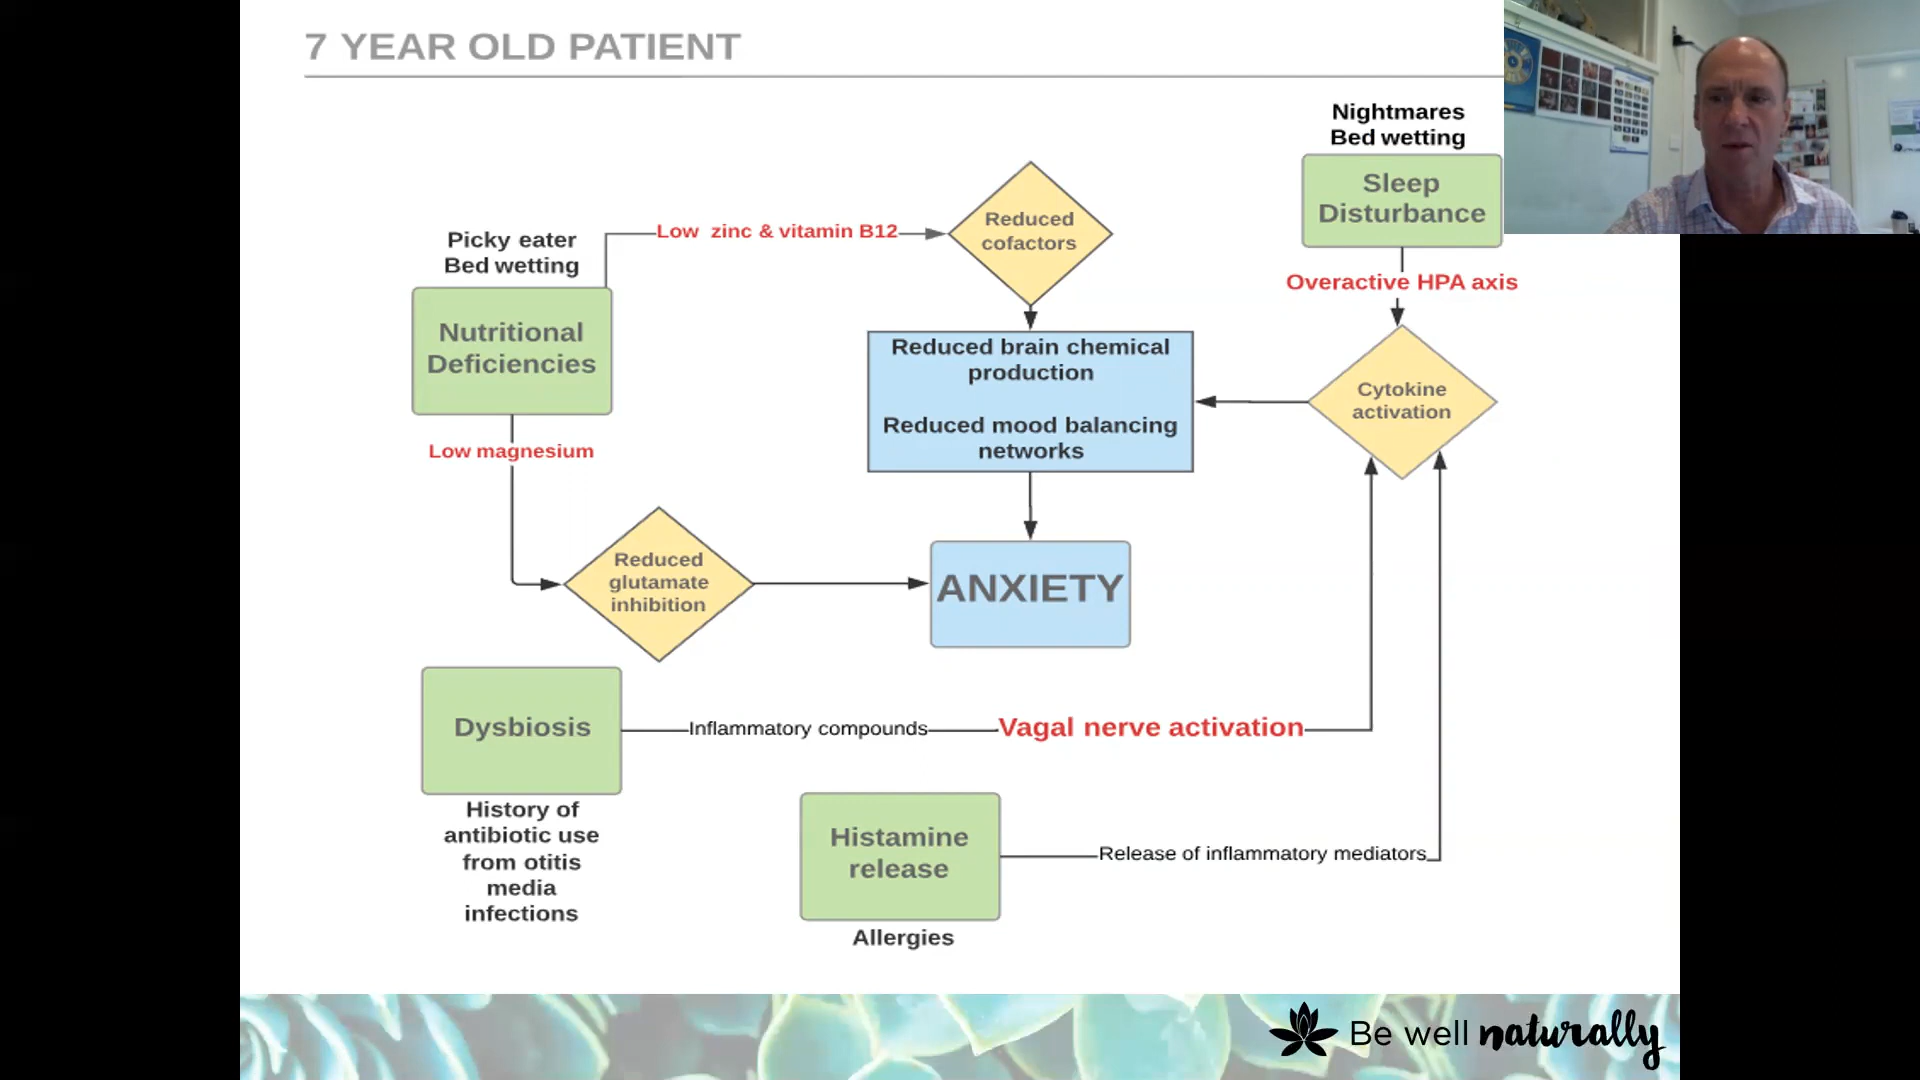 7 YEAR OLD PATIENT
Nightmares
Bed wetting
Sleep
Disturbance
Overactive HPA axis
Reduced
cofactors
Low zinc & vitamin B12
Picky eater
Bed wetting
Nutritional
Deficiencies
Low magnesium
Reduced brain chemical
production
Reduced mood balancing
networks
Cytokine
activation
Reduced
glutamate
inhibition
ANXIETY
Dysbiosis
Inflammatory compounds
Vagal nerve activation
History of
antibiotic use
from otitis
media
infections
Histamine
release
Release of inflammatory mediators
Allergies
Be well naturally